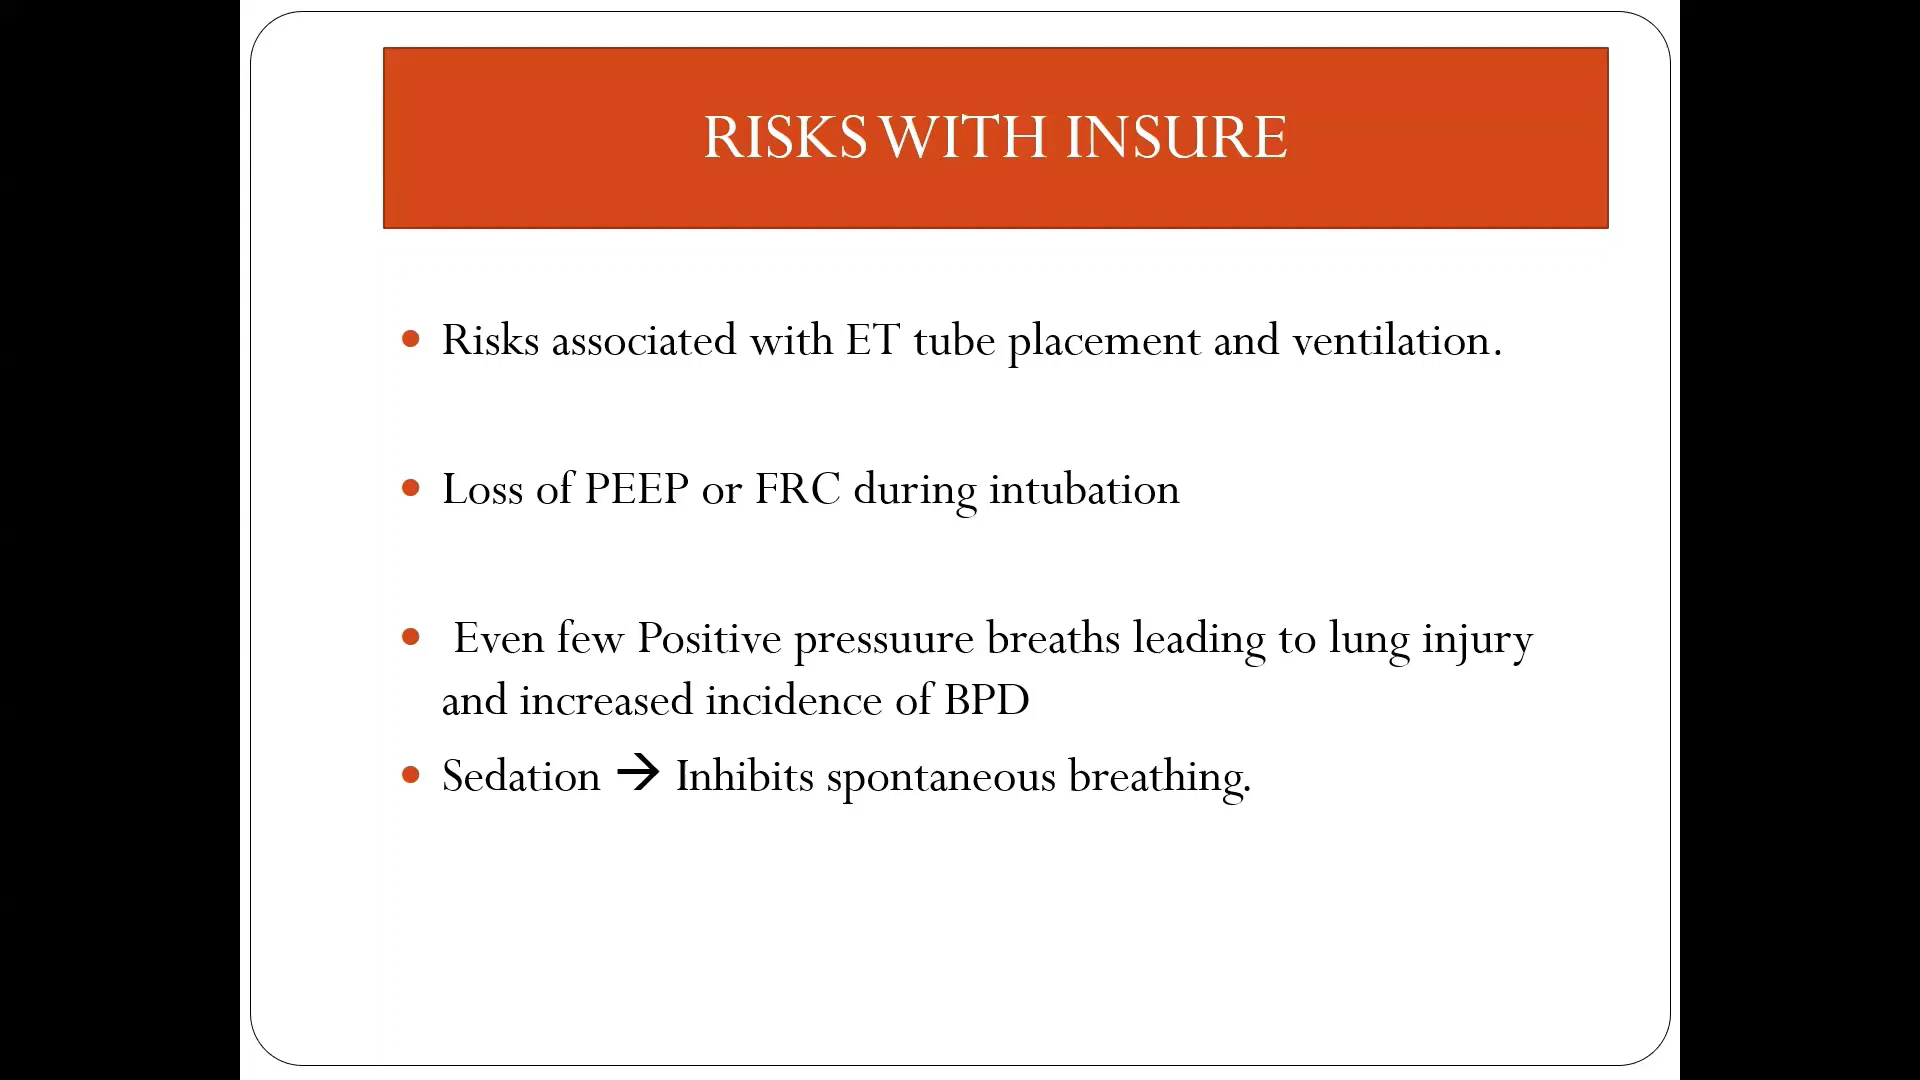 RISKS WITH INSURE
• Risks associated with ET tube placement and ventilation.
• Loss of PEEP or FRC during intubation
• Even few Positive pressuure breaths leading to lung injury
and increased incidence of BPD
• Sedation → Inhibits spontaneous breathing.